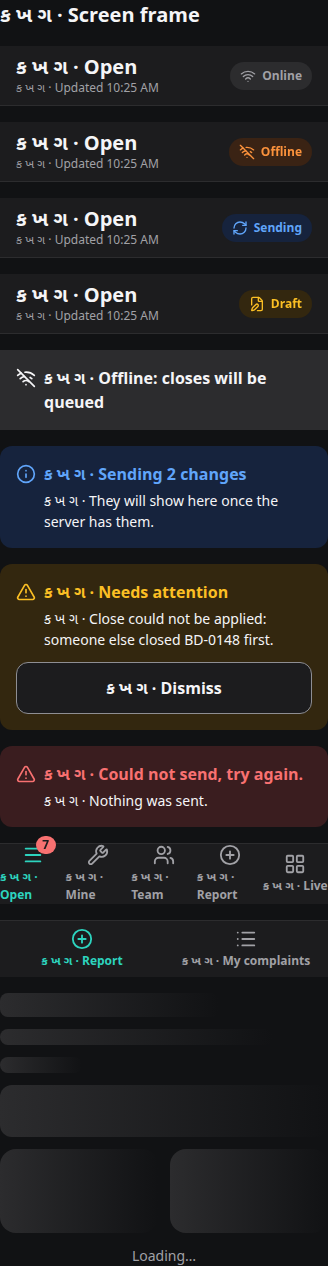 ક ખ ગ · Screen frame
ક ખ ગ · Open
ક ખ ગ · Updated 10:25 AM
Online
ક ખ ગ · Open
ક ખ ગ · Updated 10:25 AM
Offline
ક ખ ગ · Open
ક ખ ગ · Updated 10:25 AM
Sending
ક ખ ગ · Open
ક ખ ગ · Updated 10:25 AM
Draft
ક ખ ગ · Offline: closes will be
queued
ક ખ ગ · Sending 2 changes
ક ખ ગ · They will show here once the
server has them.
ક ખ ગ · Needs attention
ક ખ ગ · Close could not be applied:
someone else closed BD-0148 first.
ક ખ ગ · Dismiss
ક ખ ગ · Could not send, try again.
ક ખ ગ · Nothing was sent.
7
ક ખ ગ ·
Open
ક ખ ગ ·
Mine
ક ખ ગ ·
Team
ક ખ ગ ·
Report
ક ખ ગ · Live
ક ખ ગ · Report
ક ખ ગ · My complaints
Loading...